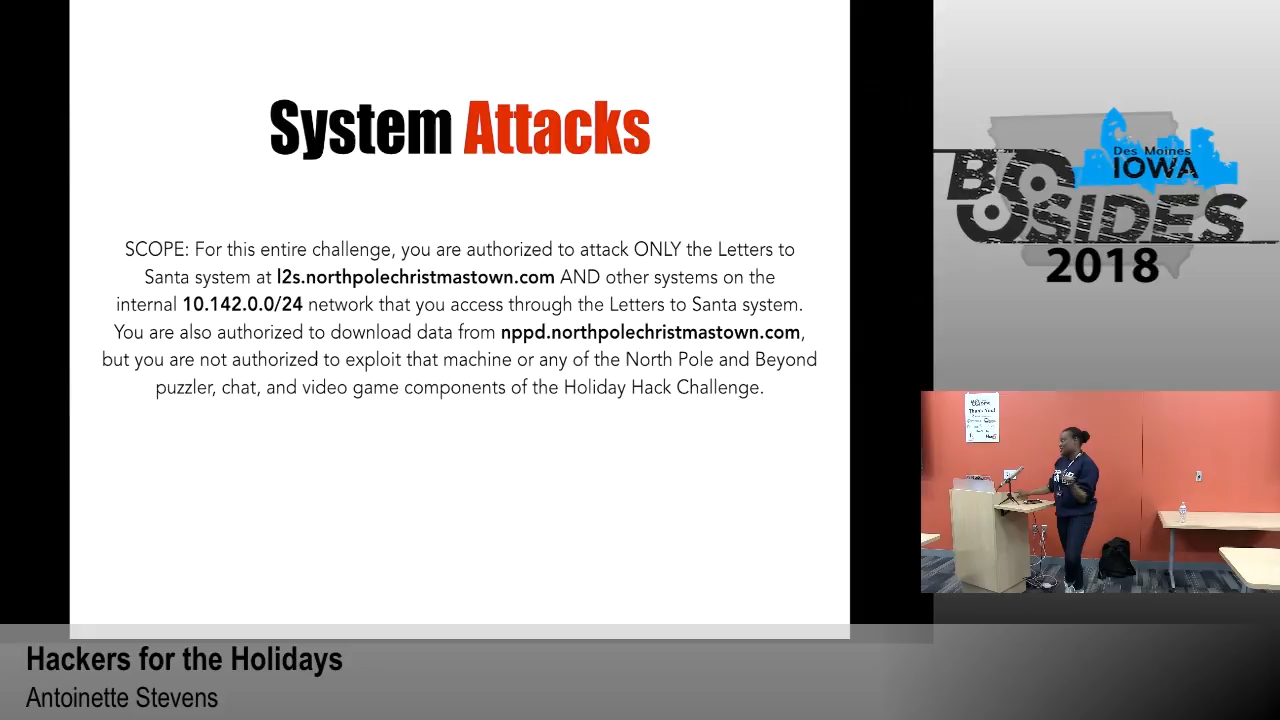 System Attacks
SCOPE: For this entire challenge, you are authorized to attack ONLY the Letters to
Santa system at l2s.northpolechristmastown.com AND other systems on the
internal 10.142.0.0/24 network that you access through the Letters to Santa system.
You are also authorized to download data from nppd.northpolechristmastown.com,
but you are not authorized to exploit that machine or any of the North Pole and Beyond
puzzler, chat, and video game components of the Holiday Hack Challenge.
Des Moines
IOWA
BSIDES
2018
Thank You!
Hackers for the Holidays
Antoinette Stevens